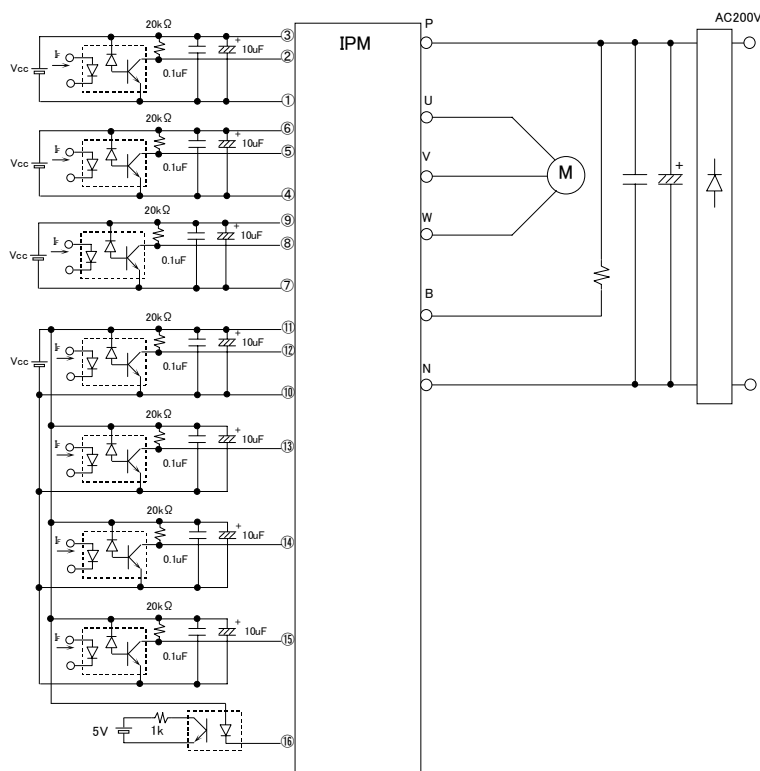 AC200V
IPM
P
U
V
W
B
N
M
+
20kΩ
③
Vcc
IF
+
10uF
②
0.1uF
①
20kΩ
⑥
Vcc
IF
+
10uF
⑤
0.1uF
④
20kΩ
⑨
Vcc
IF
+
10uF
⑧
0.1uF
⑦
20kΩ
⑪
Vcc
IF
+
10uF
⑫
0.1uF
⑩
20kΩ
IF
+
10uF
⑬
0.1uF
20kΩ
IF
+
10uF
⑭
0.1uF
20kΩ
IF
+
10uF
⑮
0.1uF
5V
1k
⑯